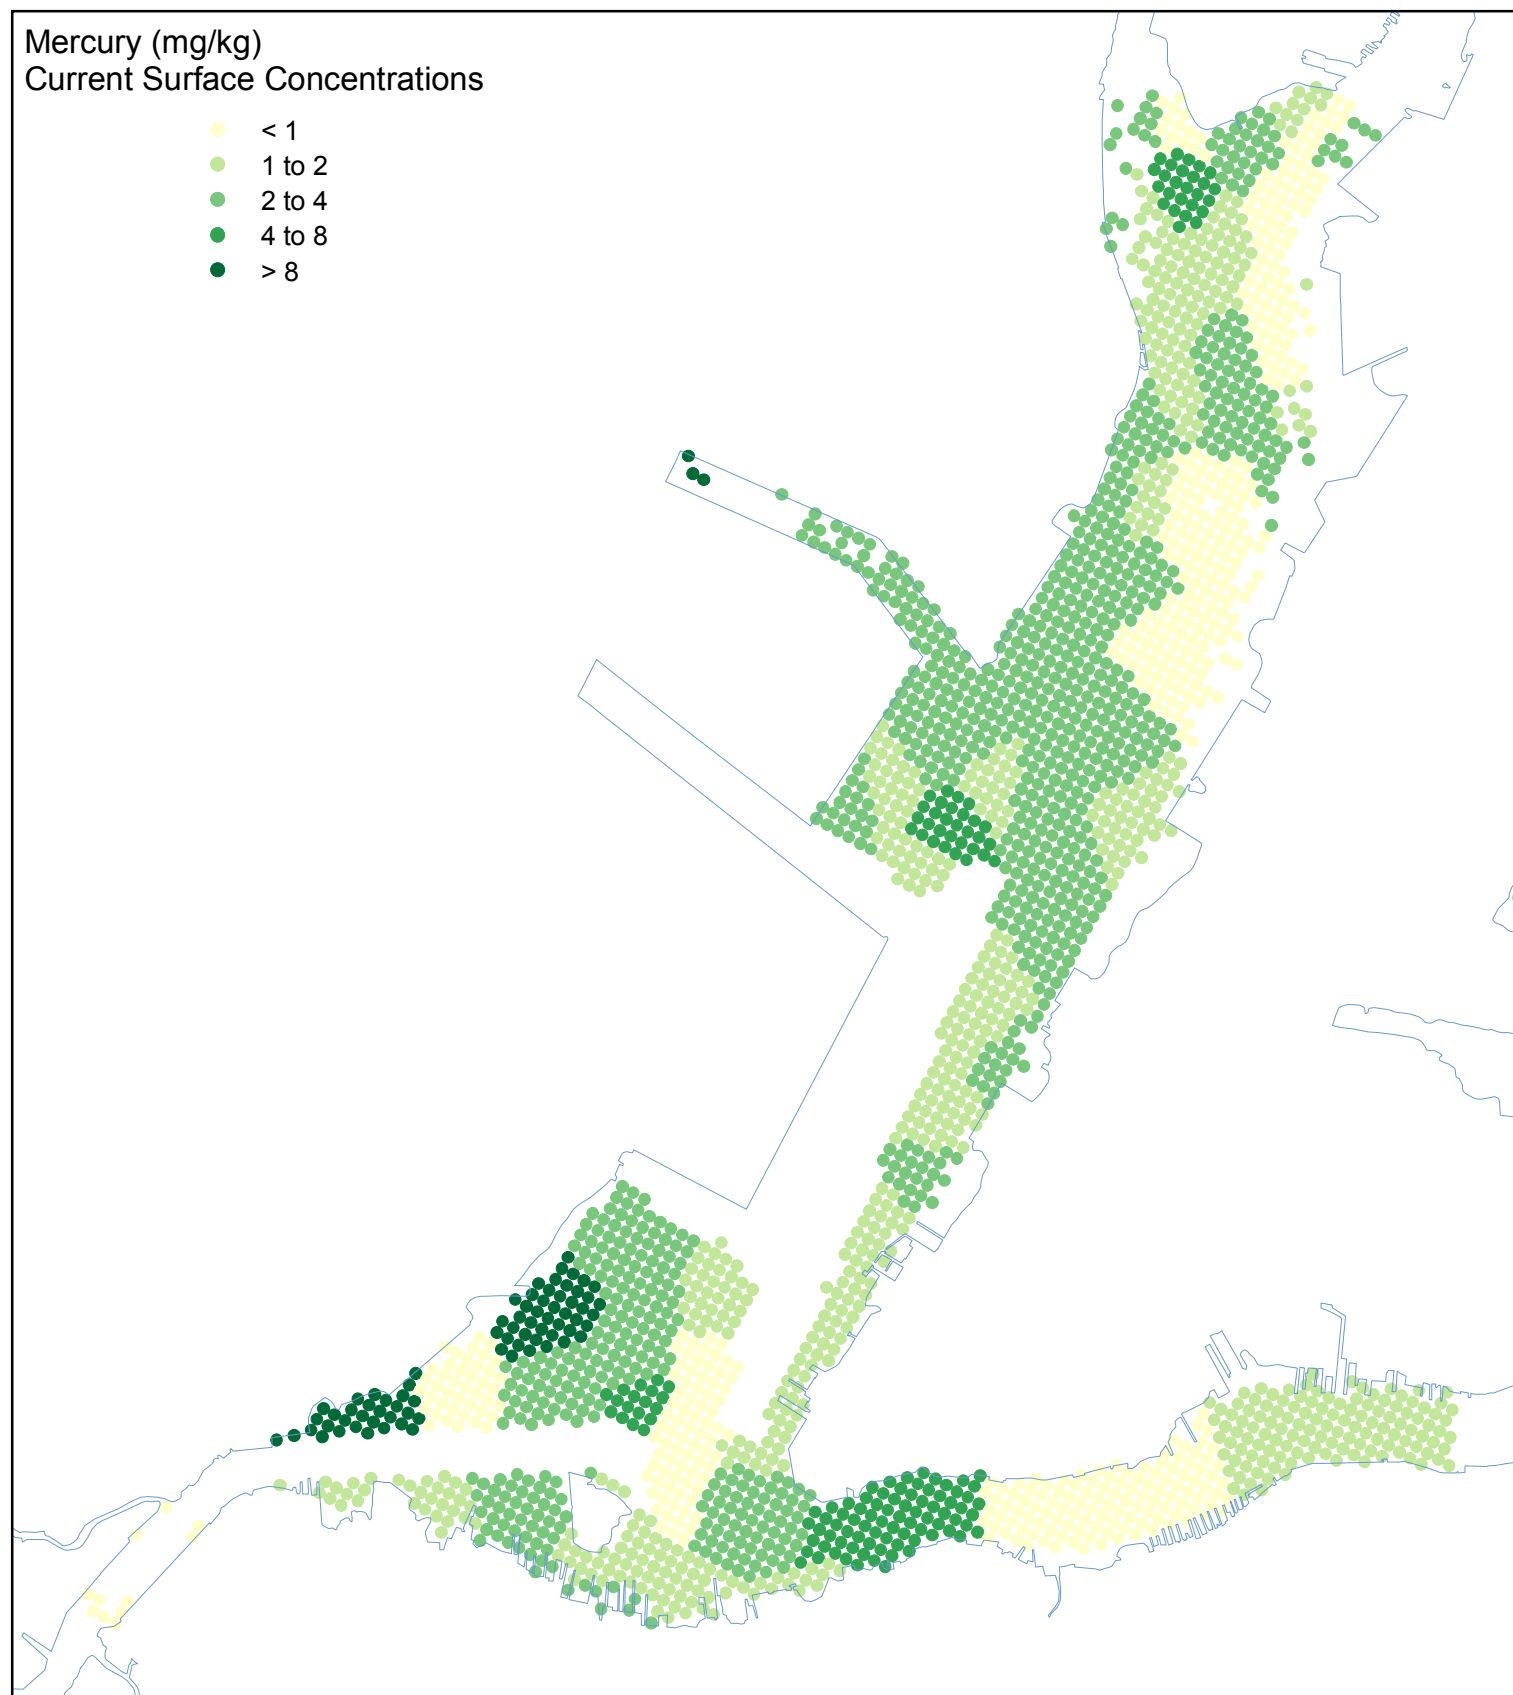 Mercury (mg/kg)
Current Surface Concentrations
< 1
1 to 2
2 to 4
4 to 8
> 8